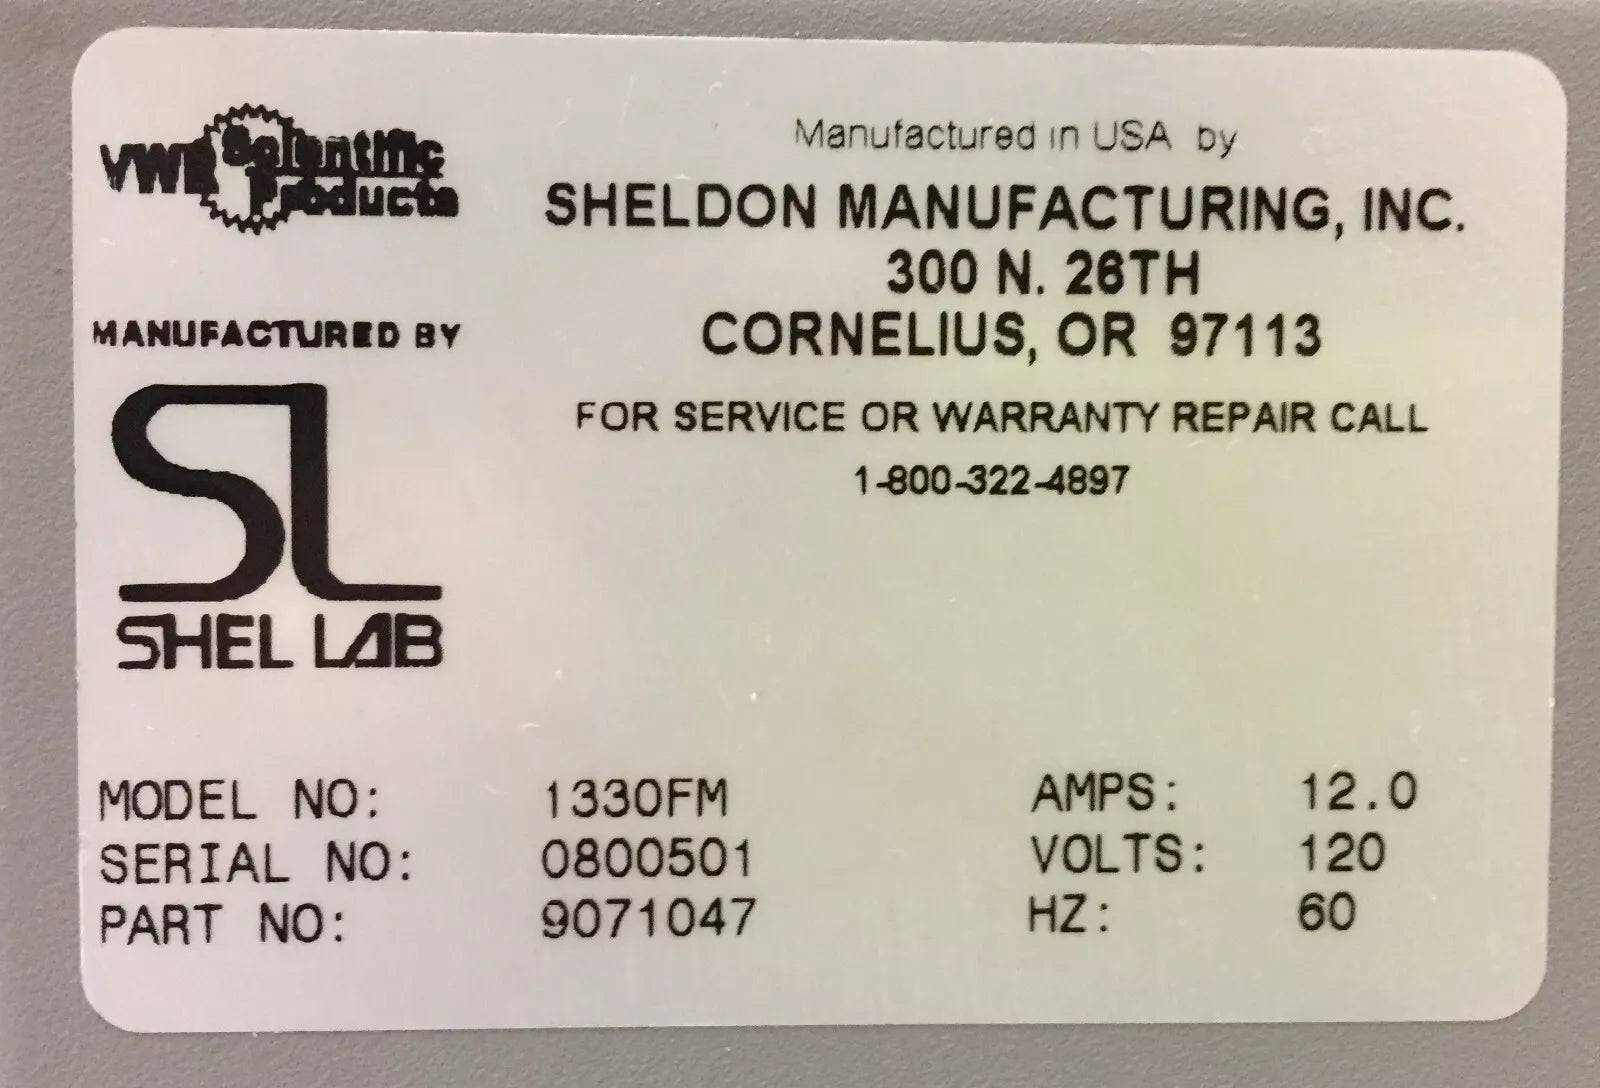 VWR Scientific
Products
MANUFACTURED BY
SL
SHEL LAB
Manufactured in USA by
SHELDON MANUFACTURING, INC.
300 N. 26TH
CORNELIUS, OR 97113
FOR SERVICE OR WARRANTY REPAIR CALL
1-800-322-4897
MODEL NO: 1330FM AMPS: 12.0
SERIAL NO: 0800501 VOLTS: 120
PART NO: 9071047 HZ: 60